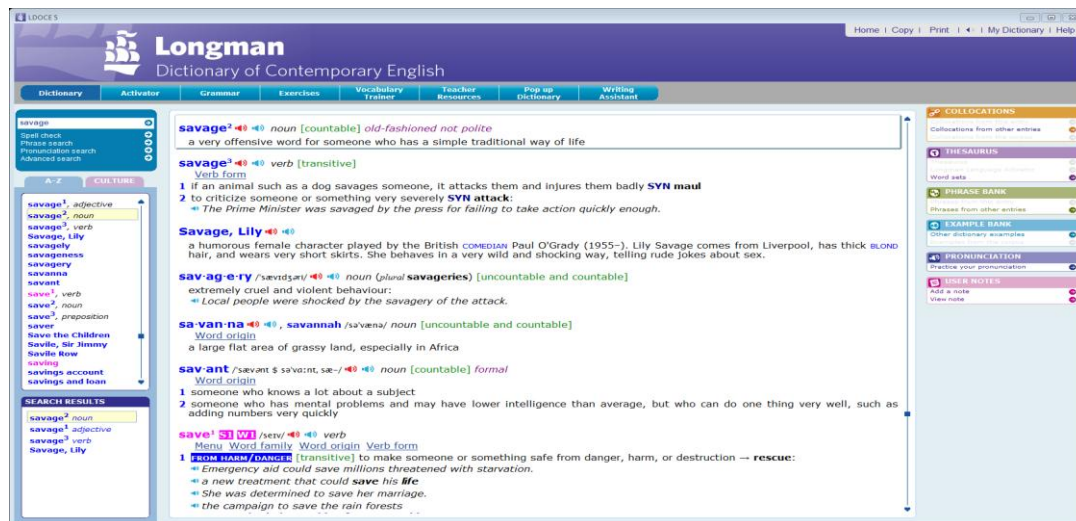 LDOCE 5
Home | Copy | Print | My Dictionary | Help
Longman
Dictionary of Contemporary English
Dictionary
Activator
Grammar
Exercises
Vocabulary Trainer
Teacher Resources
Pop up Dictionary
Writing Assistant
savage
Spell check
Phrase search
Pronunciation search
Advanced search
A-Z
CULTURE
savage1, adjective
savage2, noun
savage3, verb
Savage, Lily
savagely
savageness
savagery
savanna
savant
save1, verb
save2, noun
save3, preposition
saver
Save the Children
Savile, Sir Jimmy
Savile Row
saving
savings account
savings and loan
SEARCH RESULTS
savage2 noun
savage1 adjective
savage3 verb
Savage, Lily
savage2 noun [countable] old-fashioned not polite
a very offensive word for someone who has a simple traditional way of life
savage3 verb [transitive]
Verb form
1 if an animal such as a dog savages someone, it attacks them and injures them badly SYN maul
2 to criticize someone or something very severely SYN attack:
The Prime Minister was savaged by the press for failing to take action quickly enough.
Savage, Lily
a humorous female character played by the British COMEDIAN Paul O'Grady (1955–). Lily Savage comes from Liverpool, has thick BLOND
hair, and wears very short skirts. She behaves in a very wild and shocking way, telling rude jokes about sex.
sav·ag·e·ry /ˈsævɪdʒəri/ noun (plural savageries) [uncountable and countable]
extremely cruel and violent behaviour:
Local people were shocked by the savagery of the attack.
sa·van·na , savannah /səˈvænə/ noun [uncountable and countable]
Word origin
a large flat area of grassy land, especially in Africa
sav·ant /ˈsævənt $ səˈvɑːnt, sæ-/ noun [countable] formal
Word origin
1 someone who knows a lot about a subject
2 someone who has mental problems and may have lower intelligence than average, but who can do one thing very well, such as
adding numbers very quickly
save1 S1 W1 /seɪv/ verb
Menu Word family Word origin Verb form
1 FROM HARM/DANGER [transitive] to make someone or something safe from danger, harm, or destruction → rescue:
Emergency aid could save millions threatened with starvation.
a new treatment that could save his life
She was determined to save her marriage.
the campaign to save the rain forests
COLLOCATIONS
Collocations from other entries
THESAURUS
Word sets
PHRASE BANK
Phrases from other entries
EXAMPLE BANK
Other dictionary examples
PRONUNCIATION
Practice your pronunciation
USER NOTES
Add a note
View note